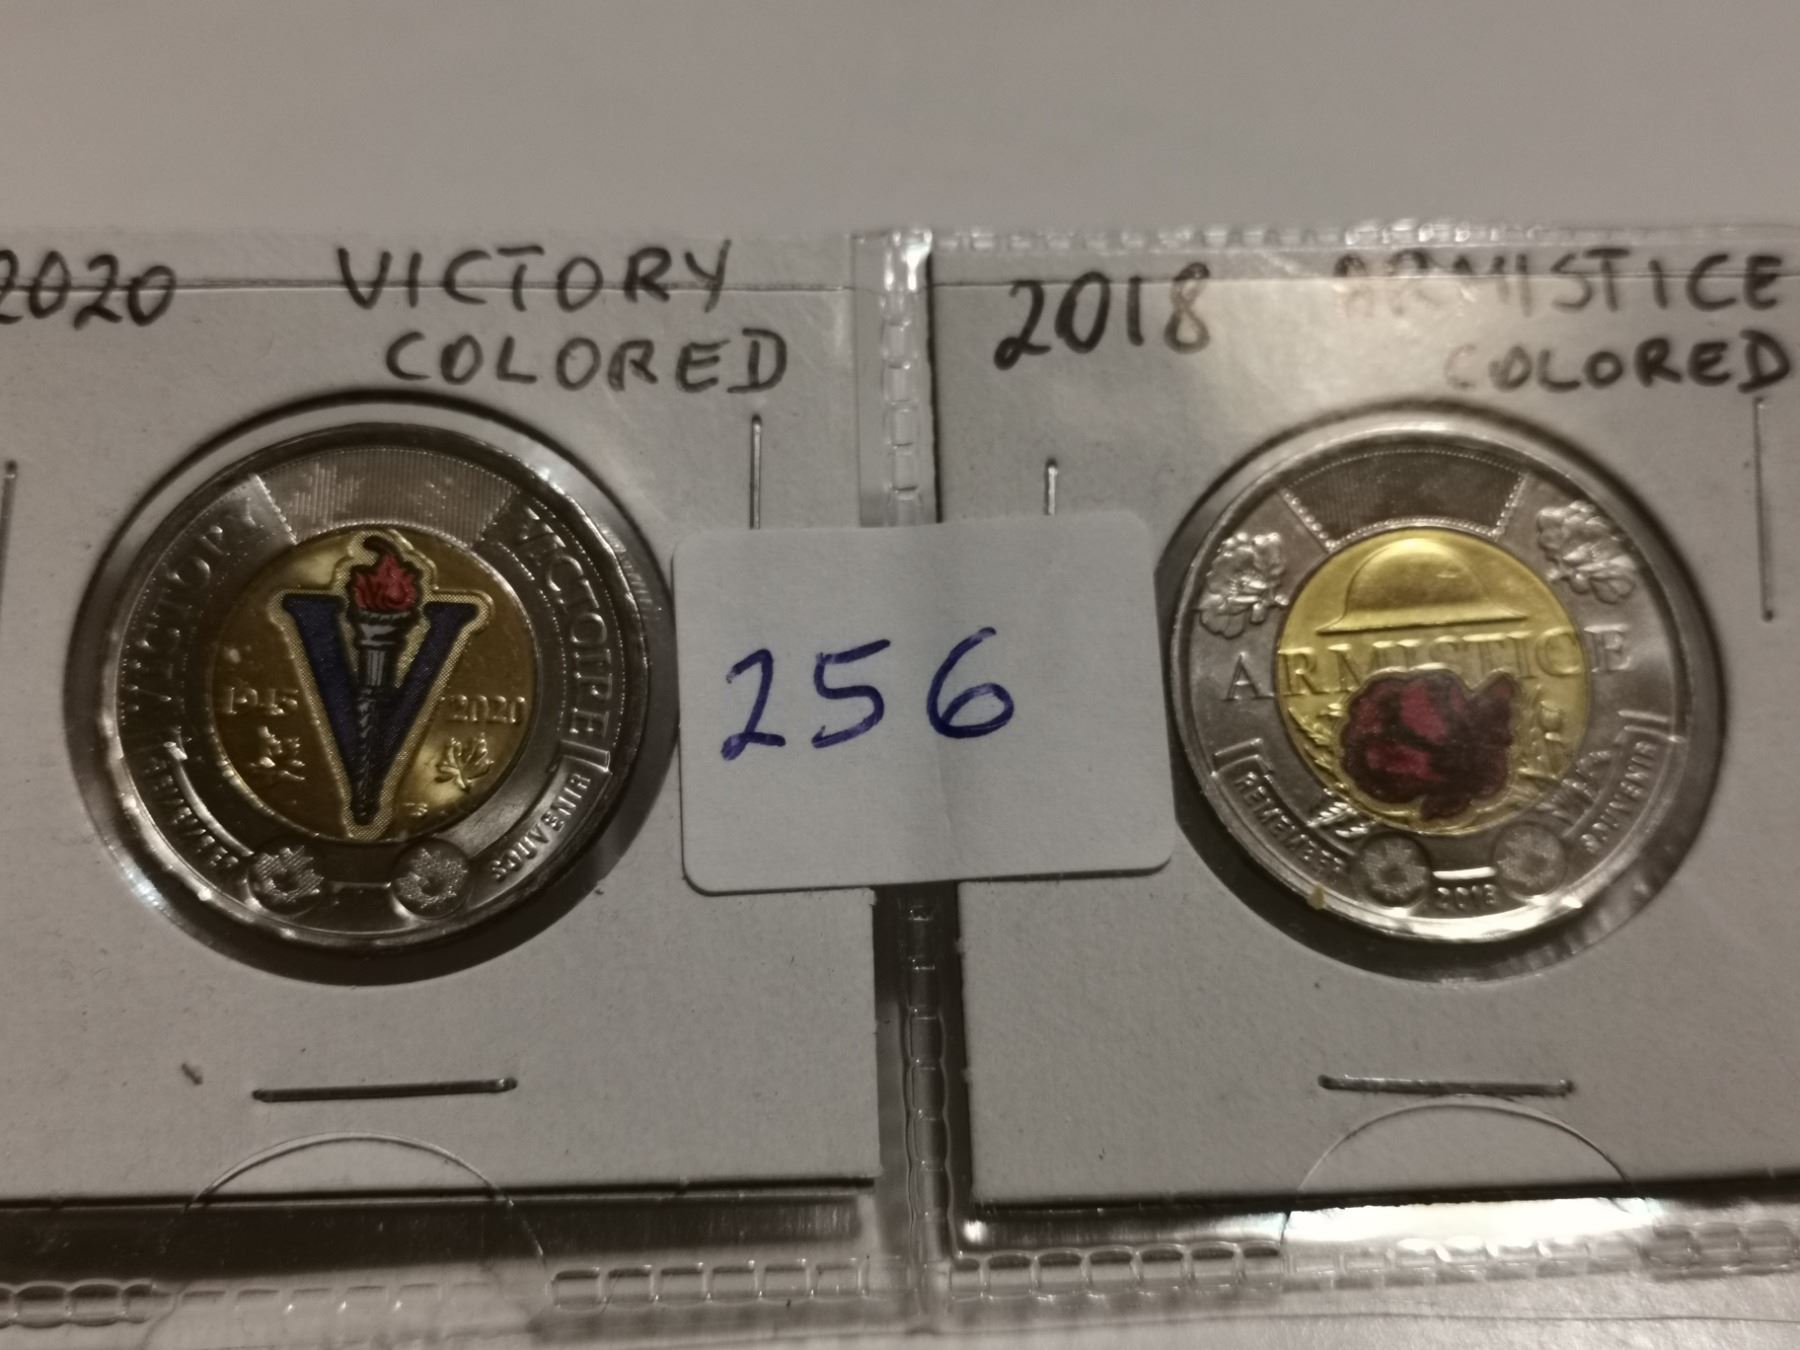 2020 VICTORY
COLORED
2018 ARMISTICE
COLORED
256
VICTORY VICTOIRE
1945 2020
REMEMBER SOUVENIR
ARMISTICE
REMEMBER 2018 SOUVENIR